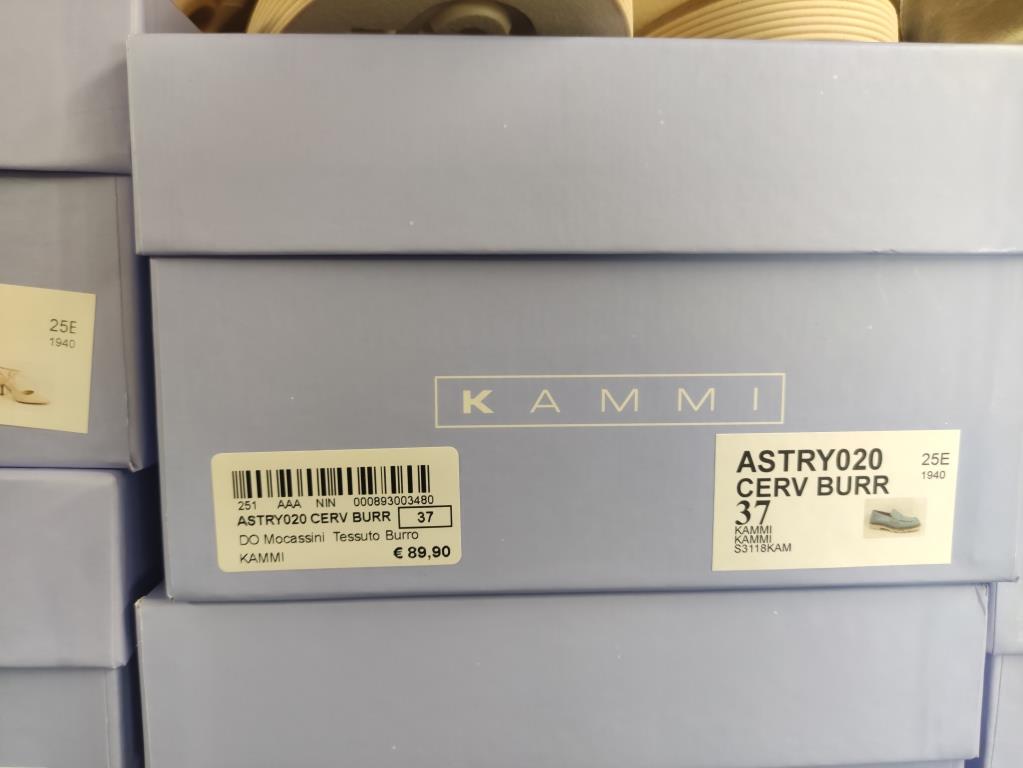 25E
1940
KAMMI
251 AAA NIN 000893003480
ASTRY020 CERV BURR 37
DO Mocassini Tessuto Burro
KAMMI € 89,90
ASTRY020 25E
CERV BURR 1940
37
KAMMI
KAMMI
S3118KAM